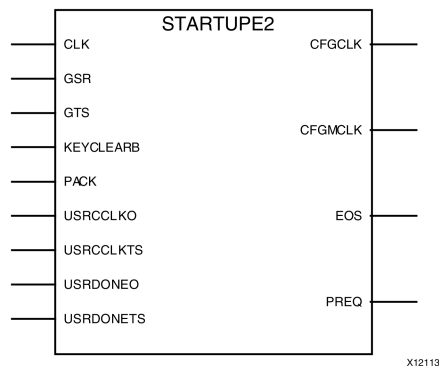 STARTUPE2
CLK
CFGCLK
GSR
GTS
CFGMCLK
KEYCLEARB
PACK
USRCCLKO
EOS
USRCCLKTS
USRDONEO
PREQ
USRDONETS
X12113